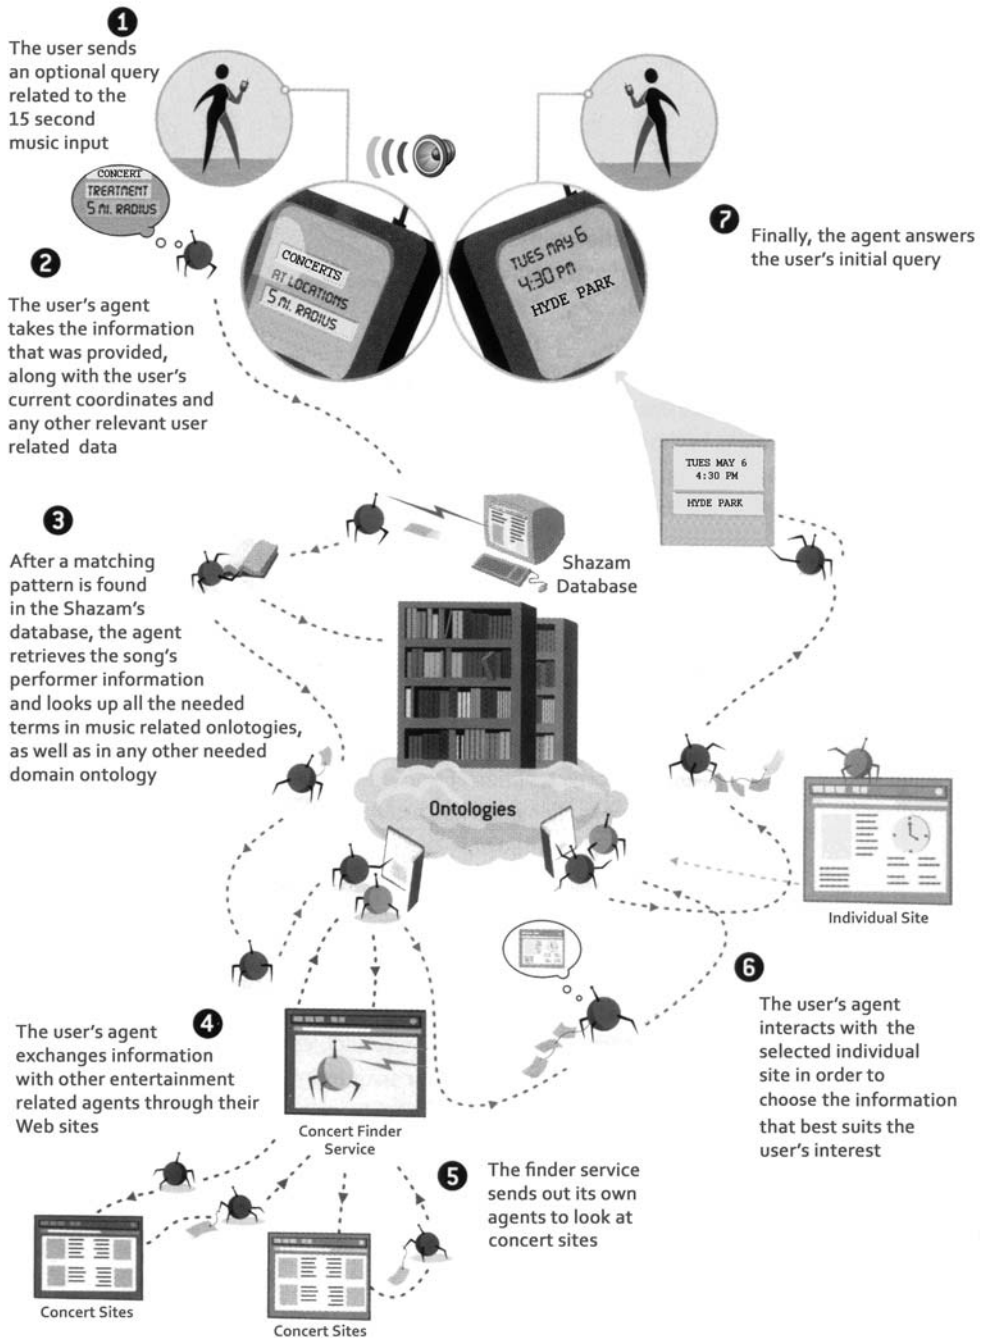 1
The user sends
an optional query
related to the
15 second
music input
CONCERT
TREATMENT
5 MI. RADIUS
CONCERTS
AT LOCATIONS
5 MI. RADIUS
TUES MAY 6
4:30 PM
HYDE PARK
7
Finally, the agent answers
the user's initial query
2
The user's agent
takes the information
that was provided,
along with the user's
current coordinates and
any other relevant user
related data
TUES MAY 6
4:30 PM
HYDE PARK
3
After a matching
pattern is found
in the Shazam's
database, the agent
retrieves the song's
performer information
and looks up all the needed
terms in music related onlotogies,
as well as in any other needed
domain ontology
Shazam
Database
Ontologies
Individual Site
4
The user's agent
exchanges information
with other entertainment
related agents through their
Web sites
Concert Finder
Service
5
The finder service
sends out its own
agents to look at
concert sites
6
The user's agent
interacts with the
selected individual
site in order to
choose the information
that best suits the
user's interest
Concert Sites
Concert Sites